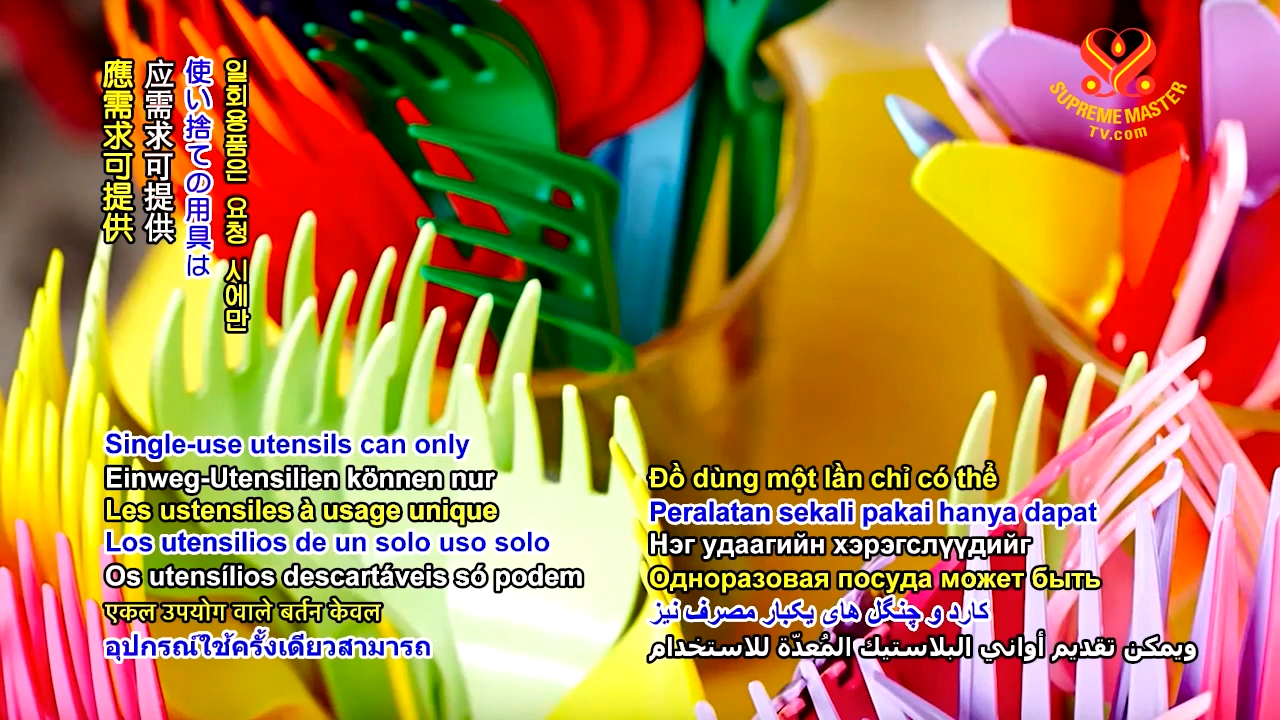 應需求可提供
应需求可提供
使い捨ての用具は
일회용품은 요청 시에만
SUPREME MASTER
TV.com
Single-use utensils can only
Einweg-Utensilien können nur
Les ustensiles à usage unique
Los utensilios de un solo uso solo
Os utensílios descartáveis só podem
एकल उपयोग वाले बर्तन केवल
อุปกรณ์ใช้ครั้งเดียวสามารถ
Đồ dùng một lần chỉ có thể
Peralatan sekali pakai hanya dapat
Нэг удаагийн хэрэгслүүдийг
Одноразовая посуда может быть
کارد و چنگل های یکبار مصرف نیز
ويمكن تقديم أواني البلاستيك المُعدّة للاستخدام